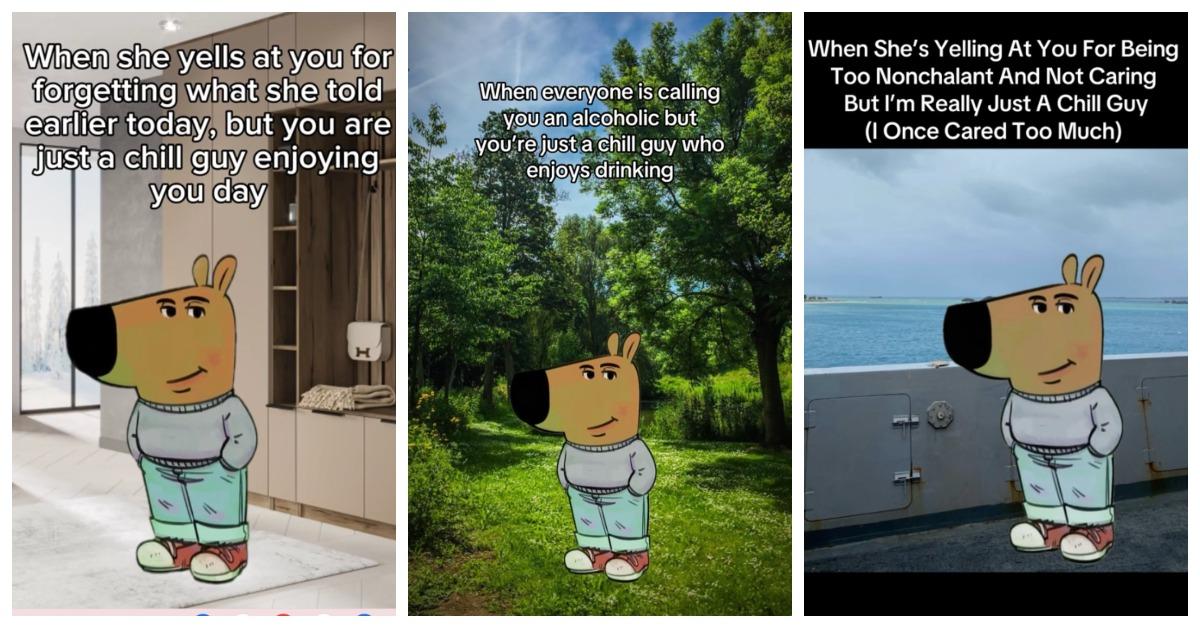 When she yells at you for
forgetting what she told
earlier today, but you are
just a chill guy enjoying
you day
When everyone is calling
you an alcoholic but
you're just a chill guy who
enjoys drinking
When She's Yelling At You For Being
Too Nonchalant And Not Caring
But I'm Really Just A Chill Guy
(I Once Cared Too Much)